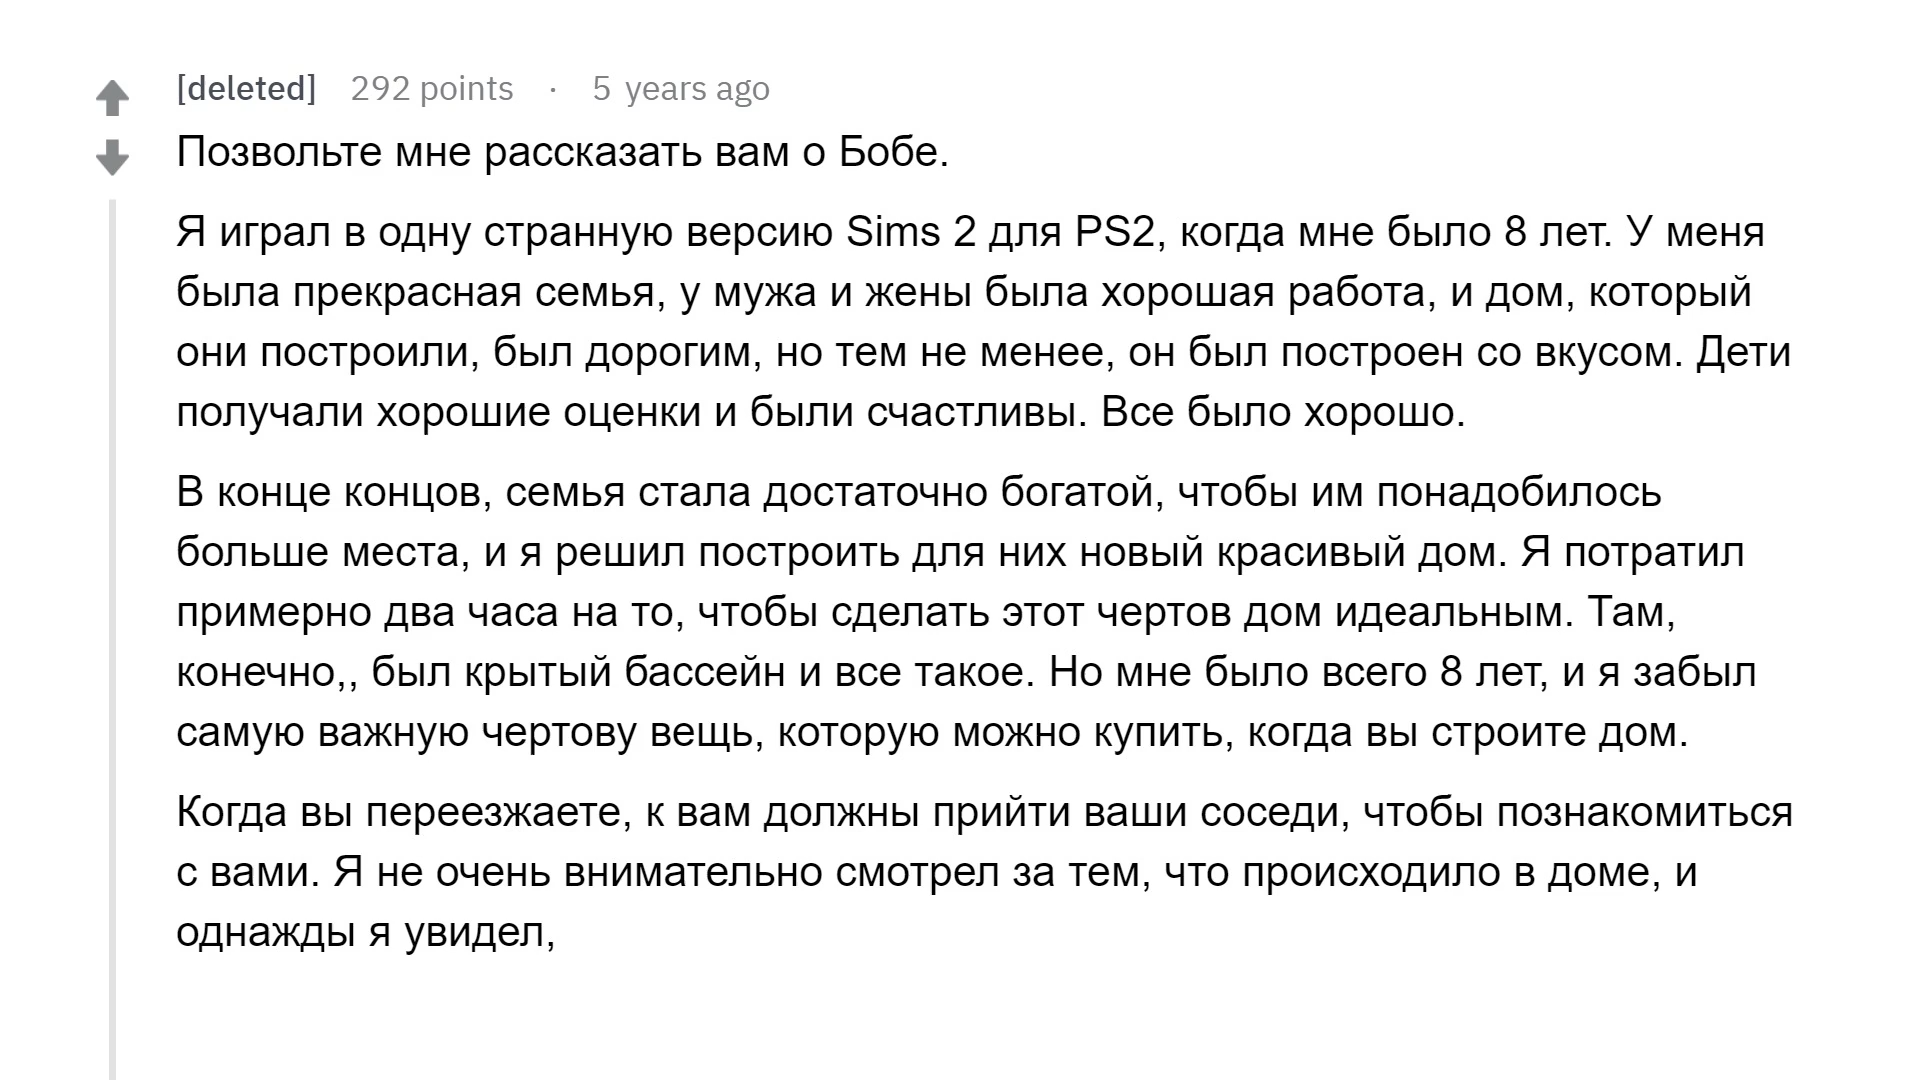 [deleted] 292 points · 5 years ago
Позвольте мне рассказать вам о Бобе.
Я играл в одну странную версию Sims 2 для PS2, когда мне было 8 лет. У меня
была прекрасная семья, у мужа и жены была хорошая работа, и дом, который
они построили, был дорогим, но тем не менее, он был построен со вкусом. Дети
получали хорошие оценки и были счастливы. Все было хорошо.
В конце концов, семья стала достаточно богатой, чтобы им понадобилось
больше места, и я решил построить для них новый красивый дом. Я потратил
примерно два часа на то, чтобы сделать этот чертов дом идеальным. Там,
конечно,, был крытый бассейн и все такое. Но мне было всего 8 лет, и я забыл
самую важную чертову вещь, которую можно купить, когда вы строите дом.
Когда вы переезжаете, к вам должны прийти ваши соседи, чтобы познакомиться
с вами. Я не очень внимательно смотрел за тем, что происходило в доме, и
однажды я увидел,